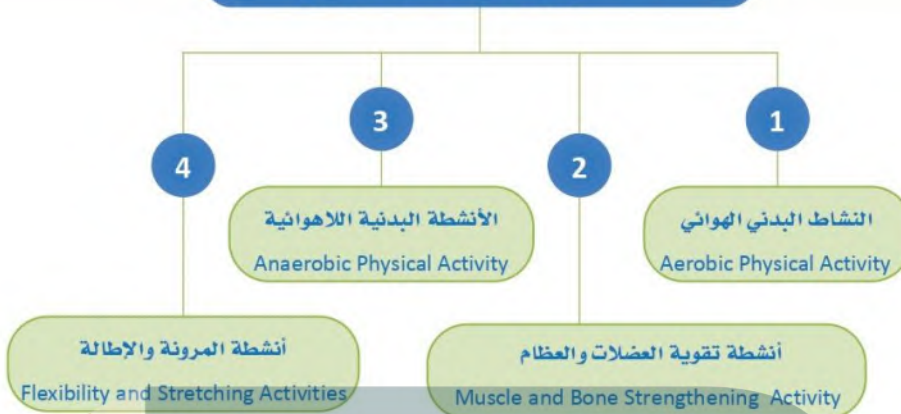 1
النشاط البدني الهوائي
Aerobic Physical Activity
2
أنشطة تقوية العضلات والعظام
Muscle and Bone Strengthening Activity
3
الأنشطة البدنية اللاهوائية
Anaerobic Physical Activity
4
أنشطة المرونة والإطالة
Flexibility and Stretching Activities